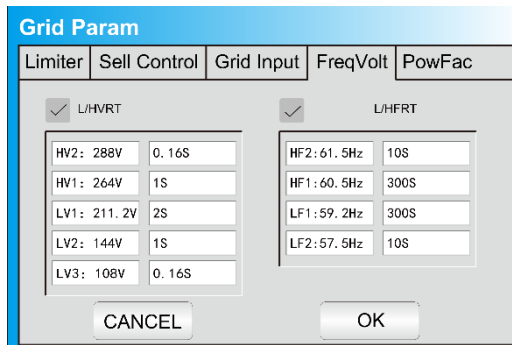 Grid Param
Limiter Sell Control Grid Input FreqVolt PowFac
L/HVRT
HV2: 288V 0.16S
HV1: 264V 1S
LV1: 211.2V 2S
LV2: 144V 1S
LV3: 108V 0.16S
L/HFRT
HF2:61.5Hz 10S
HF1:60.5Hz 300S
LF1:59.2Hz 300S
LF2:57.5Hz 10S
CANCEL OK